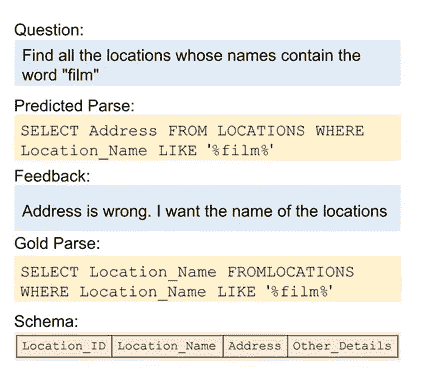 Question:
Find all the locations whose names contain the
word "film"
Predicted Parse:
SELECT Address FROM LOCATIONS WHERE
Location_Name LIKE '%film%'
Feedback:
Address is wrong. I want the name of the locations
Gold Parse:
SELECT Location_Name FROMLOCATIONS
WHERE Location_Name LIKE '%film%'
Schema:
Location_ID Location_Name Address Other_Details